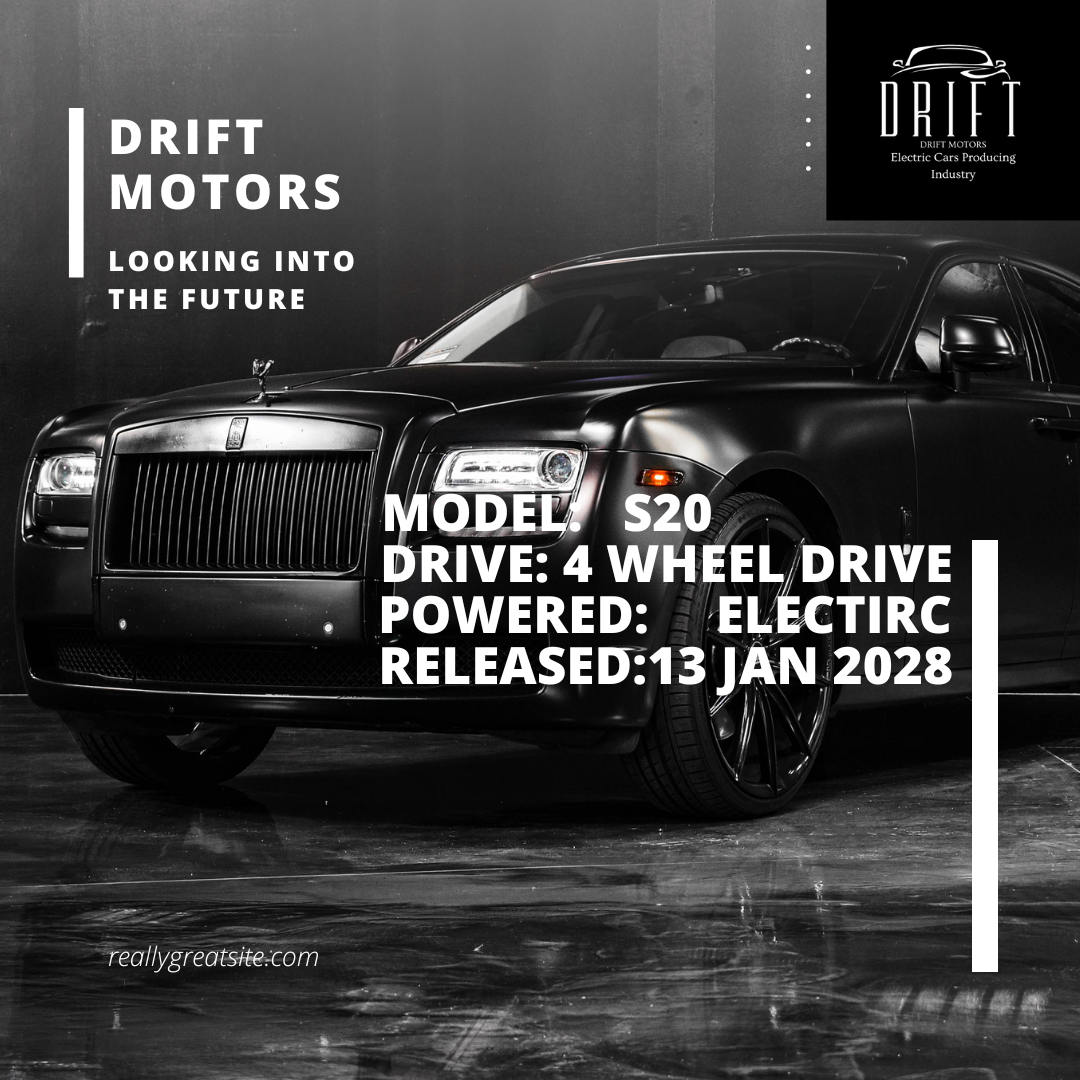 DRIFT
MOTORS
LOOKING INTO
THE FUTURE
DRIFT
DRIFT MOTORS
Electric Cars Producing
Industry
MODEL: S20
DRIVE: 4 WHEEL DRIVE
POWERED: ELECTIRC
RELEASED:13 JAN 2028
reallygreatsite.com